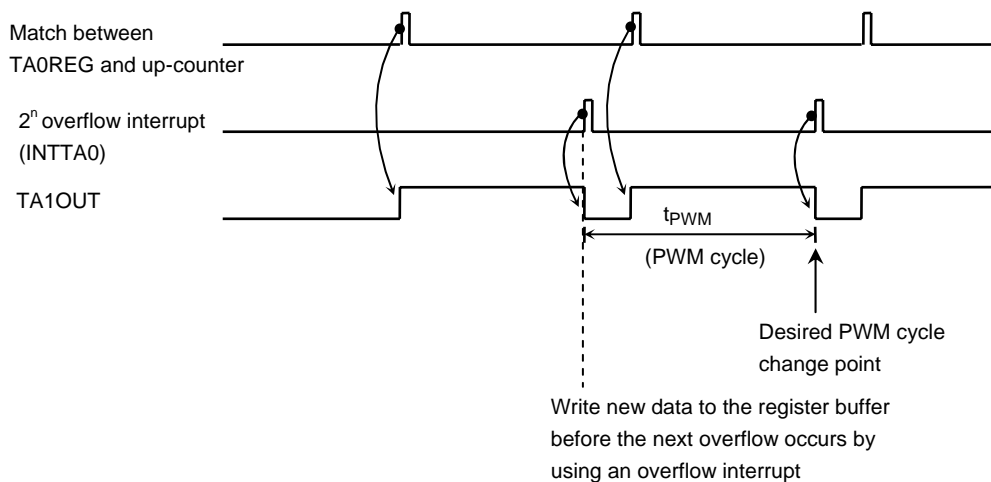 Match between
TA0REG and up-counter
2ⁿ overflow interrupt
(INTTA0)
TA1OUT
tPWM
(PWM cycle)
Desired PWM cycle
change point
Write new data to the register buffer
before the next overflow occurs by
using an overflow interrupt